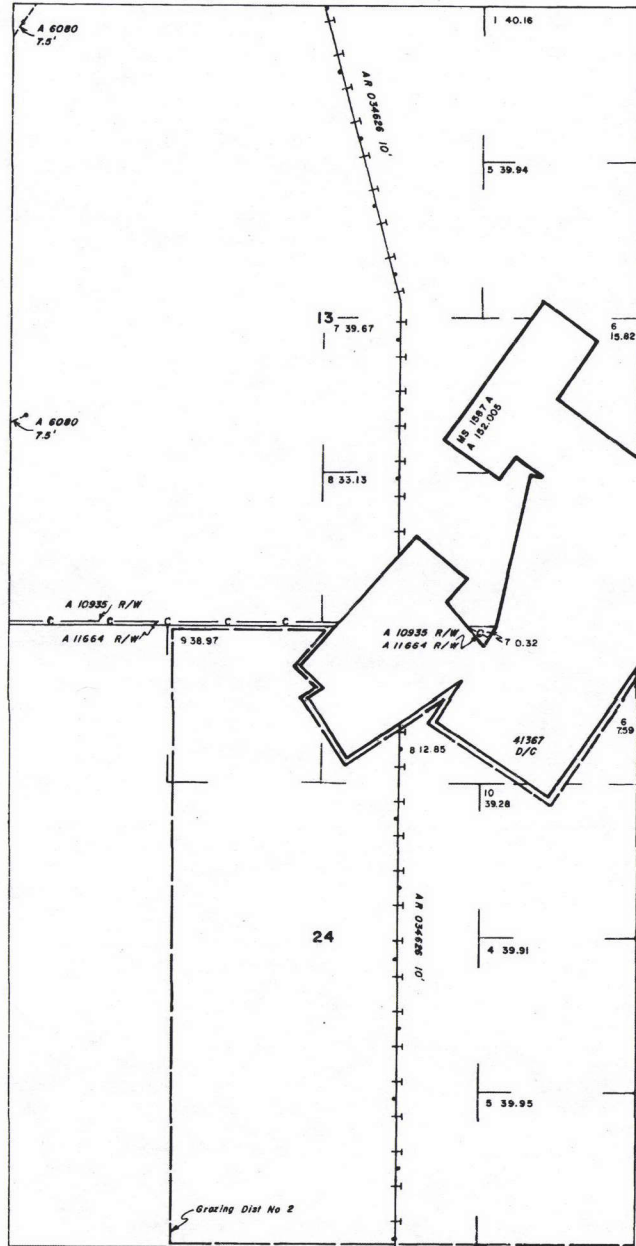 A 6080
7.5'
1 40.16
AR 034626 10'
5 39.94
13
7 39.67
6
15.82
A 6080
7.5'
MS 1587 A
A 152.005
8 33.13
A 10935 R/W
C C C C C
A 11664 R/W
9 38.97
A 10935 R/W
A 11664 R/W
C
7 0.32
6
7.59
41367
D/C
8 12.85
10
39.28
AR 034626 10'
24
4 39.91
5 39.95
Grazing Dist No 2